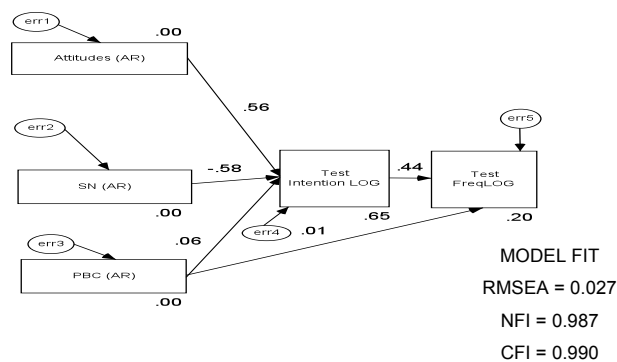 err1
.00
Attitudes (AR)
.56
err2
err5
-.58
Test
Intention LOG
.44
Test
FreqLOG
SN (AR)
.00
.06
err3
err4
.01
.65
.20
PBC (AR)
.00
MODEL FIT
RMSEA = 0.027
NFI = 0.987
CFI = 0.990